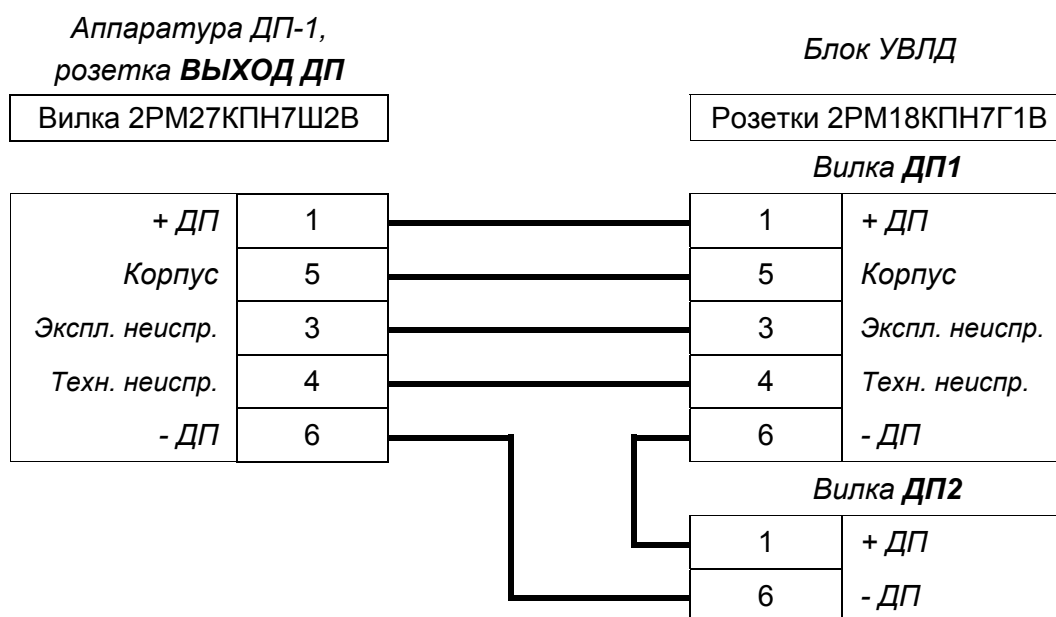 Аппаратура ДП-1,
розетка ВЫХОД ДП
Блок УВЛД
Вилка 2РМ27КПН7Ш2В
Розетки 2РМ18КПН7Г1В
Вилка ДП1
+ ДП 1 1 + ДП
Корпус 5 5 Корпус
Экспл. неиспр. 3 3 Экспл. неиспр.
Техн. неиспр. 4 4 Техн. неиспр.
- ДП 6 6 - ДП
Вилка ДП2
1 + ДП
6 - ДП